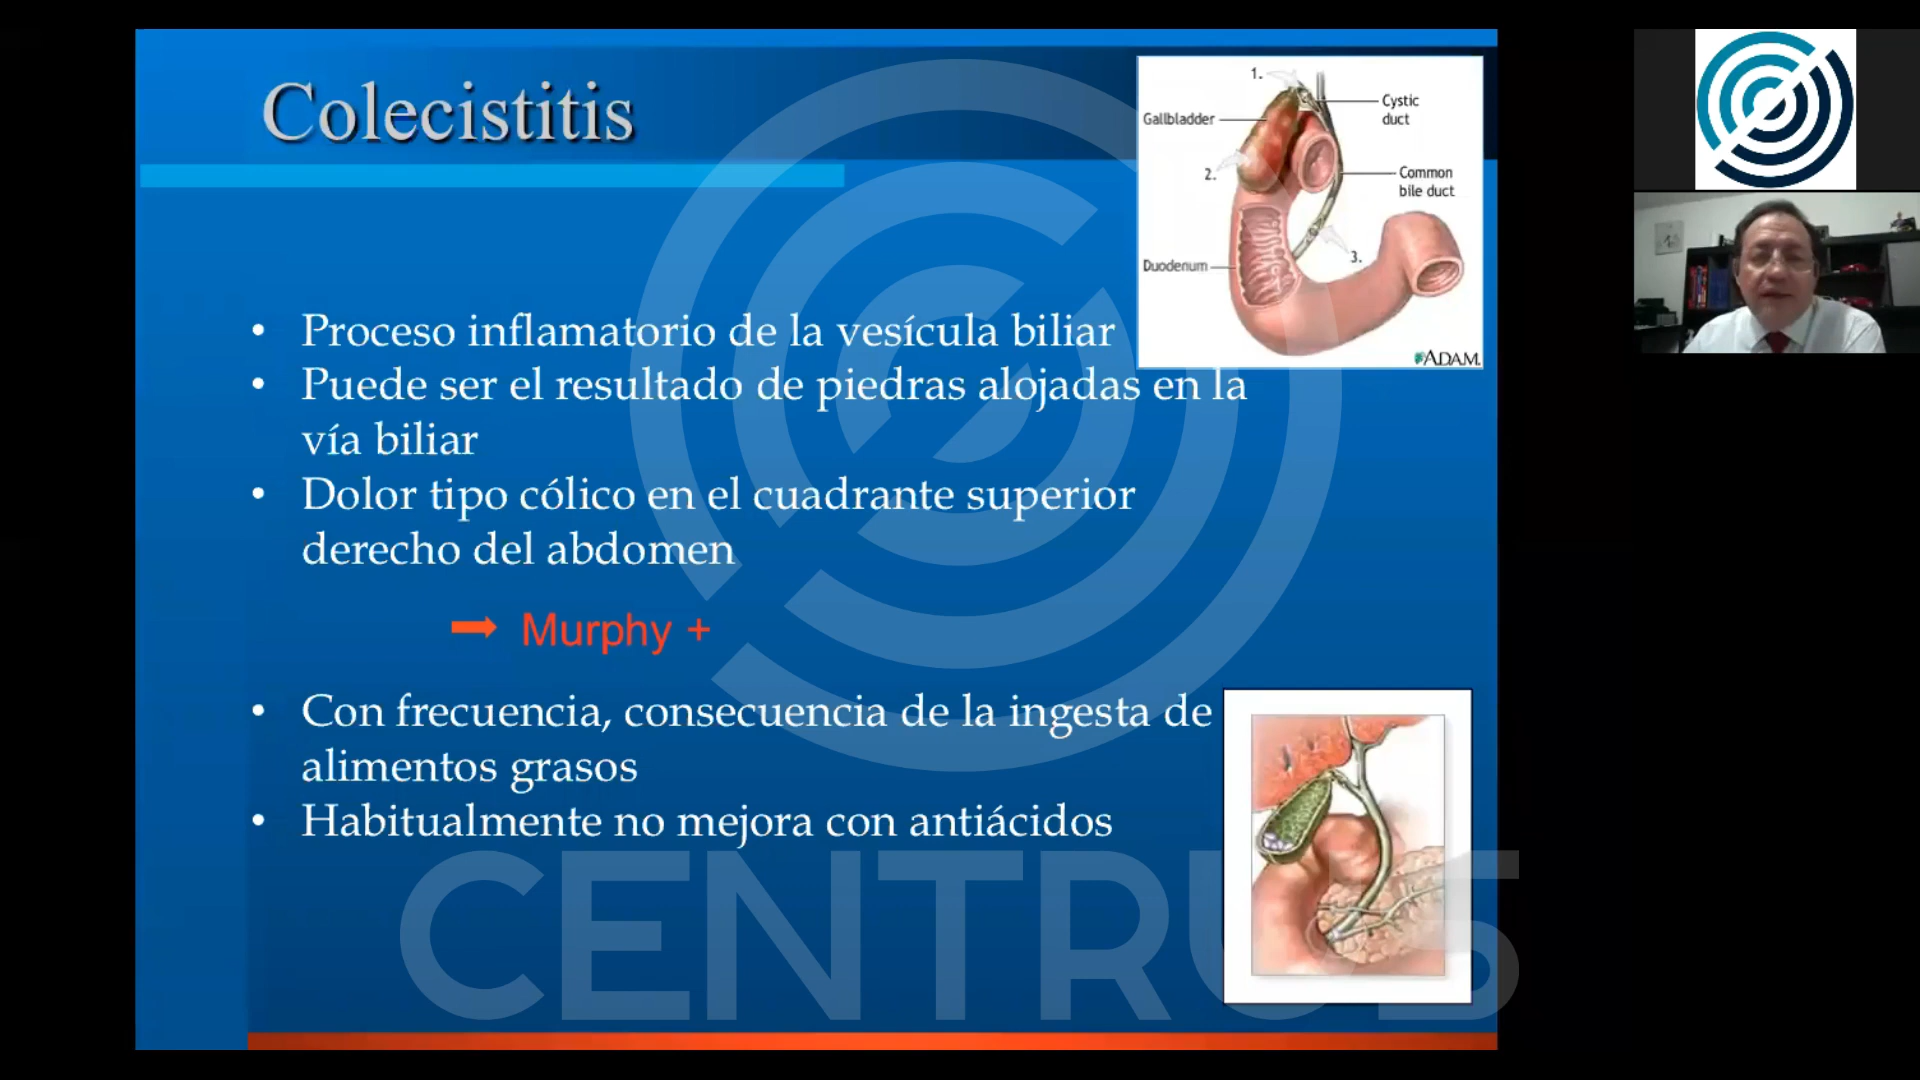 Colecistitis
1.
Cystic
duct
Gallbladder
2.
Common
bile duct
Duodenum
3.
ADAM.
• Proceso inflamatorio de la vesícula biliar
• Puede ser el resultado de piedras alojadas en la
vía biliar
• Dolor tipo cólico en el cuadrante superior
derecho del abdomen
Murphy +
• Con frecuencia, consecuencia de la ingesta de
alimentos grasos
• Habitualmente no mejora con antiácidos
CENTRUS